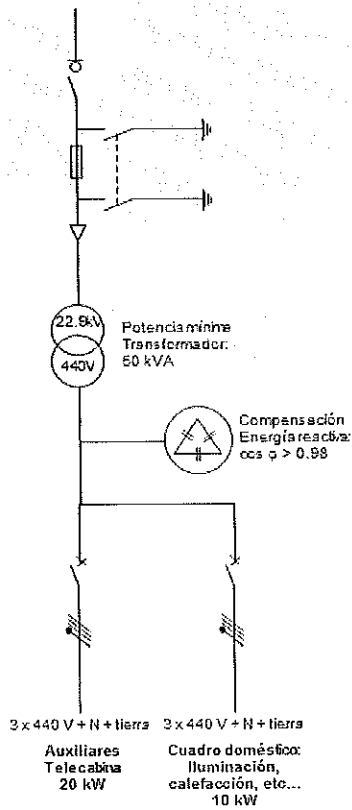 22.9kV
440V
Potencia mínima
Transformador:
50 kVA
Compensación
Energía reactiva:
cos φ > 0.98
3 x 440 V + N + tierra
3 x 440 V + N + tierra
Auxiliares
Telecabina
20 kW
Cuadro doméstico:
Iluminación,
calefacción, etc...
10 kW